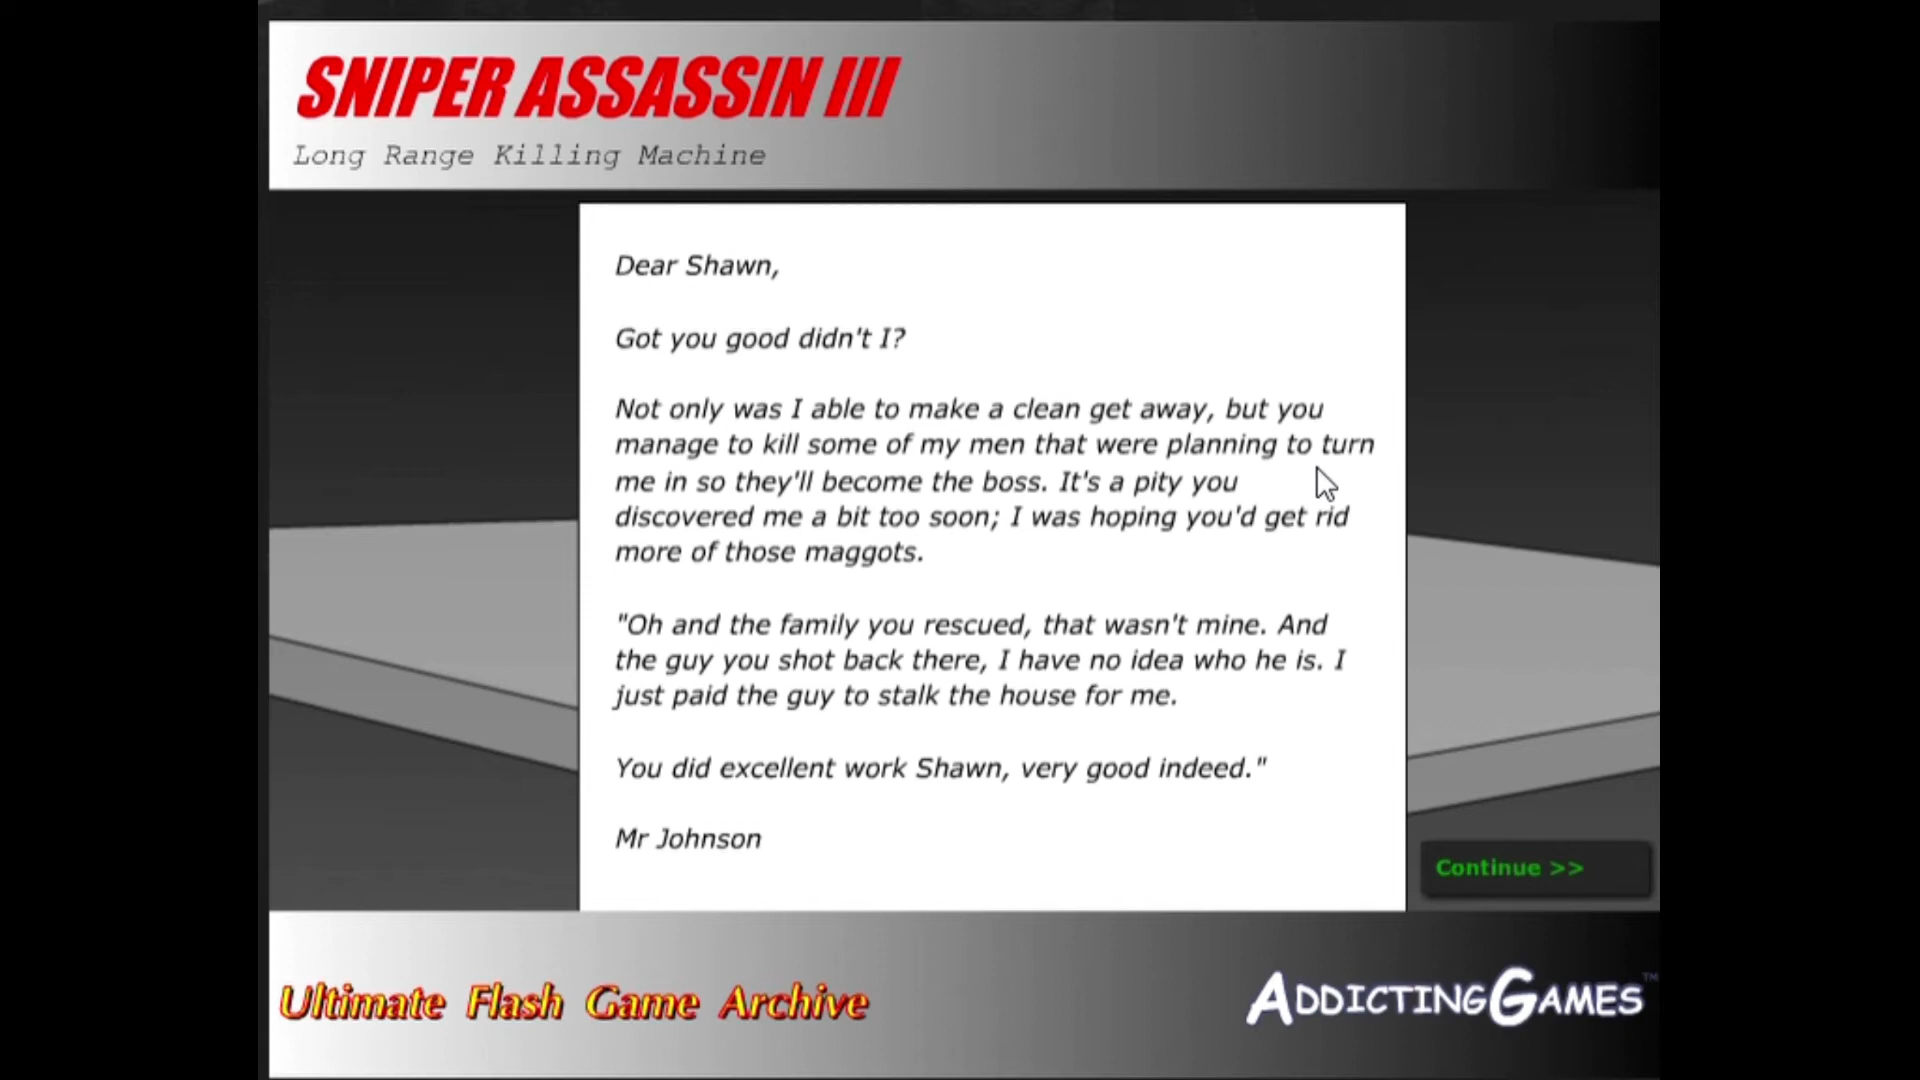 SNIPER ASSASSIN III
Long Range Killing Machine
Dear Shawn,
Got you good didn't I?
Not only was I able to make a clean get away, but you
manage to kill some of my men that were planning to turn
me in so they'll become the boss. It's a pity you
discovered me a bit too soon; I was hoping you'd get rid
more of those maggots.
"Oh and the family you rescued, that wasn't mine. And
the guy you shot back there, I have no idea who he is. I
just paid the guy to stalk the house for me.
You did excellent work Shawn, very good indeed."
Mr Johnson
Continue >>
Ultimate Flash Game Archive
ADDICTINGGAMES™